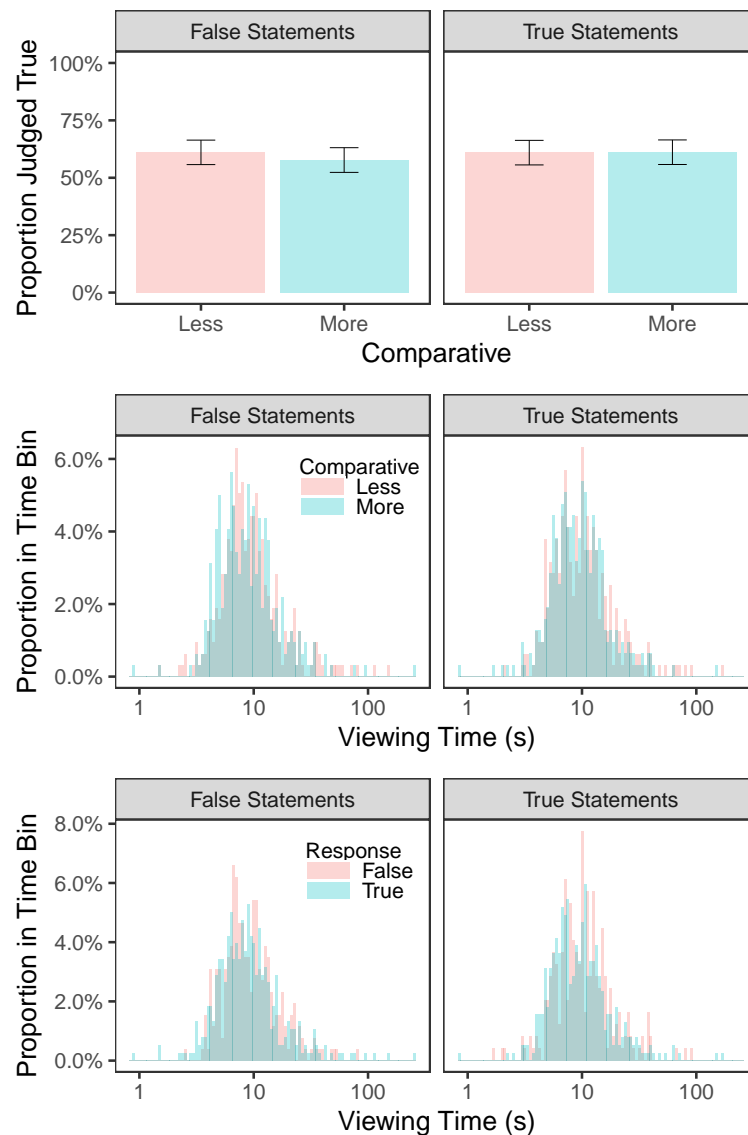 False Statements True Statements
Proportion Judged True
100%
75%
50%
25%
0%
Less More Less More
Comparative
False Statements True Statements
Proportion in Time Bin
6.0%
4.0%
2.0%
0.0%
Comparative
Less
More
1 10 100 1 10 100
Viewing Time (s)
False Statements True Statements
Proportion in Time Bin
8.0%
6.0%
4.0%
2.0%
0.0%
Response
False
True
1 10 100 1 10 100
Viewing Time (s)